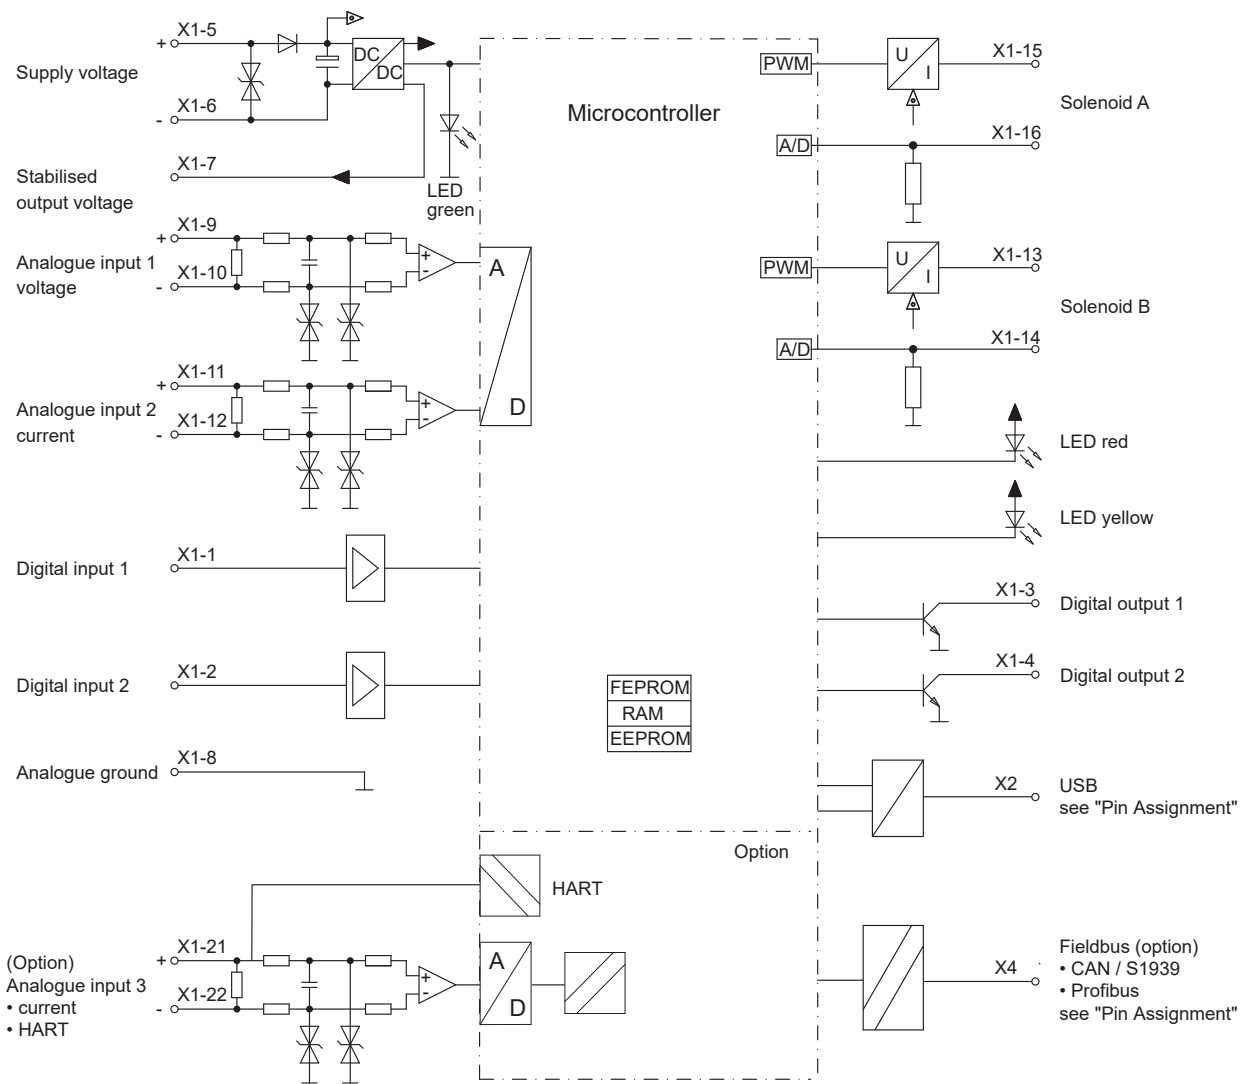 X1-5
+
DC
DC
Supply voltage
X1-6
-
X1-7
Stabilised
output voltage
LED
green
Microcontroller
PWM
U
I
X1-15
Solenoid A
A/D
X1-16
X1-9
+
Analogue input 1
X1-10
voltage
-
+
-
A
D
PWM
U
I
X1-13
Solenoid B
A/D
X1-14
X1-11
+
Analogue input 2
X1-12
current
-
+
-
LED red
LED yellow
Digital input 1
X1-1
X1-3
Digital output 1
Digital input 2
X1-2
X1-4
Digital output 2
FEPROM
RAM
EEPROM
Analogue ground
X1-8
X2
USB
see "Pin Assignment"
Option
HART
X1-21
+
(Option)
Analogue input 3
X1-22
• current
-
• HART
+
-
A
D
X4
Fieldbus (option)
• CAN / S1939
• Profibus
see "Pin Assignment"